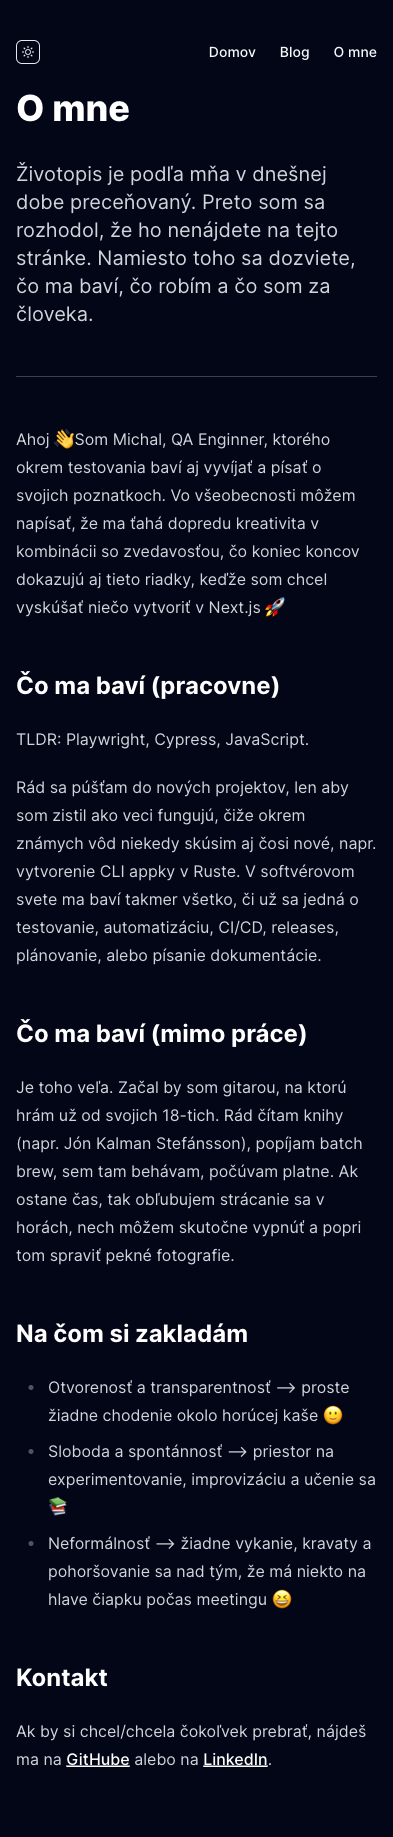 Domov Blog O mne
O mne
Životopis je podľa mňa v dnešnej
dobe preceňovaný. Preto som sa
rozhodol, že ho nenájdete na tejto
stránke. Namiesto toho sa dozviete,
čo ma baví, čo robím a čo som za
človeka.
Ahoj 👋Som Michal, QA Enginner, ktorého
okrem testovania baví aj vyvíjať a písať o
svojich poznatkoch. Vo všeobecnosti môžem
napísať, že ma ťahá dopredu kreativita v
kombinácii so zvedavosťou, čo koniec koncov
dokazujú aj tieto riadky, keďže som chcel
vyskúšať niečo vytvoriť v Next.js 🚀
Čo ma baví (pracovne)
TLDR: Playwright, Cypress, JavaScript.
Rád sa púšťam do nových projektov, len aby
som zistil ako veci fungujú, čiže okrem
známych vôd niekedy skúsim aj čosi nové, napr.
vytvorenie CLI appky v Ruste. V softvérovom
svete ma baví takmer všetko, či už sa jedná o
testovanie, automatizáciu, CI/CD, releases,
plánovanie, alebo písanie dokumentácie.
Čo ma baví (mimo práce)
Je toho veľa. Začal by som gitarou, na ktorú
hrám už od svojich 18-tich. Rád čítam knihy
(napr. Jón Kalman Stefánsson), popíjam batch
brew, sem tam behávam, počúvam platne. Ak
ostane čas, tak obľubujem strácanie sa v
horách, nech môžem skutočne vypnúť a popri
tom spraviť pekné fotografie.
Na čom si zakladám
• Otvorenosť a transparentnosť —> proste
žiadne chodenie okolo horúcej kaše 🙂
• Sloboda a spontánnosť —> priestor na
experimentovanie, improvizáciu a učenie sa
📚
• Neformálnosť —> žiadne vykanie, kravaty a
pohoršovanie sa nad tým, že má niekto na
hlave čiapku počas meetingu 😆
Kontakt
Ak by si chcel/chcela čokoľvek prebrať, nájdeš
ma na GitHube alebo na LinkedIn.